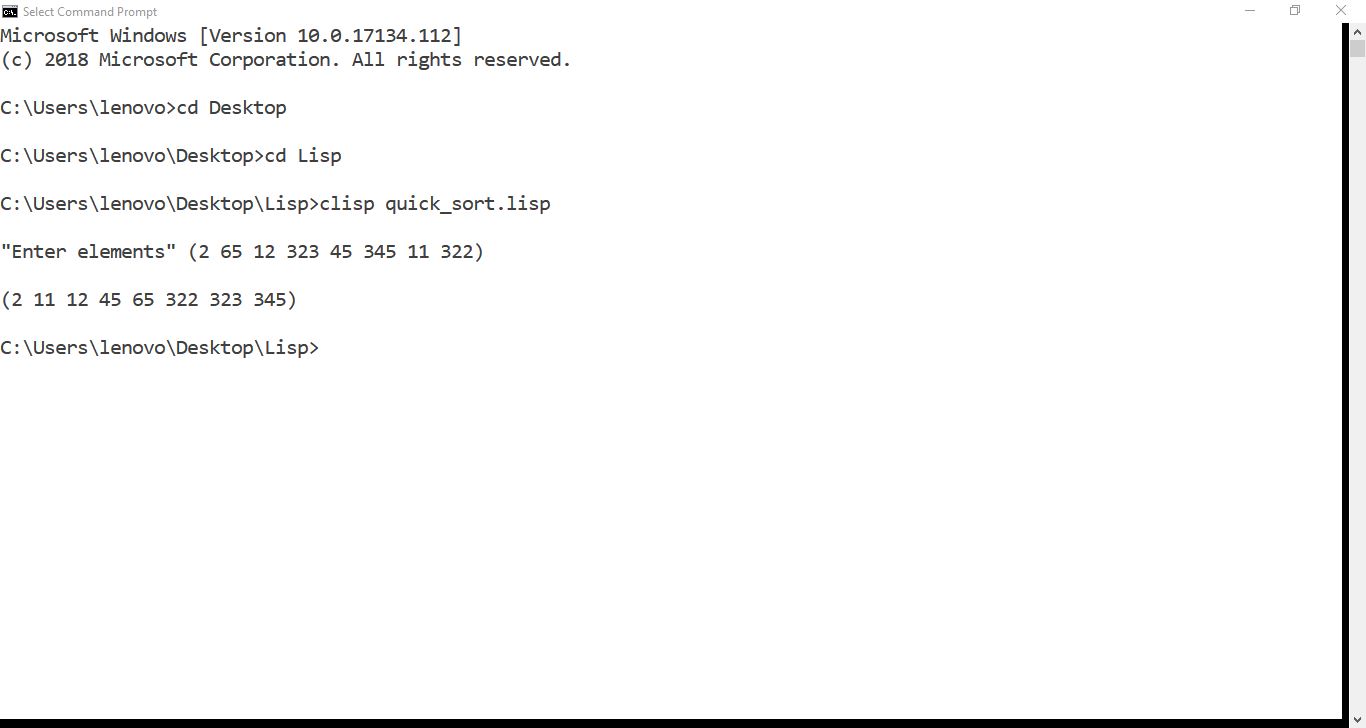 Select Command Prompt
Microsoft Windows [Version 10.0.17134.112]
(c) 2018 Microsoft Corporation. All rights reserved.
C:\Users\lenovo>cd Desktop
C:\Users\lenovo\Desktop>cd Lisp
C:\Users\lenovo\Desktop\Lisp>clisp quick_sort.lisp
"Enter elements" (2 65 12 323 45 345 11 322)
(2 11 12 45 65 322 323 345)
C:\Users\lenovo\Desktop\Lisp>